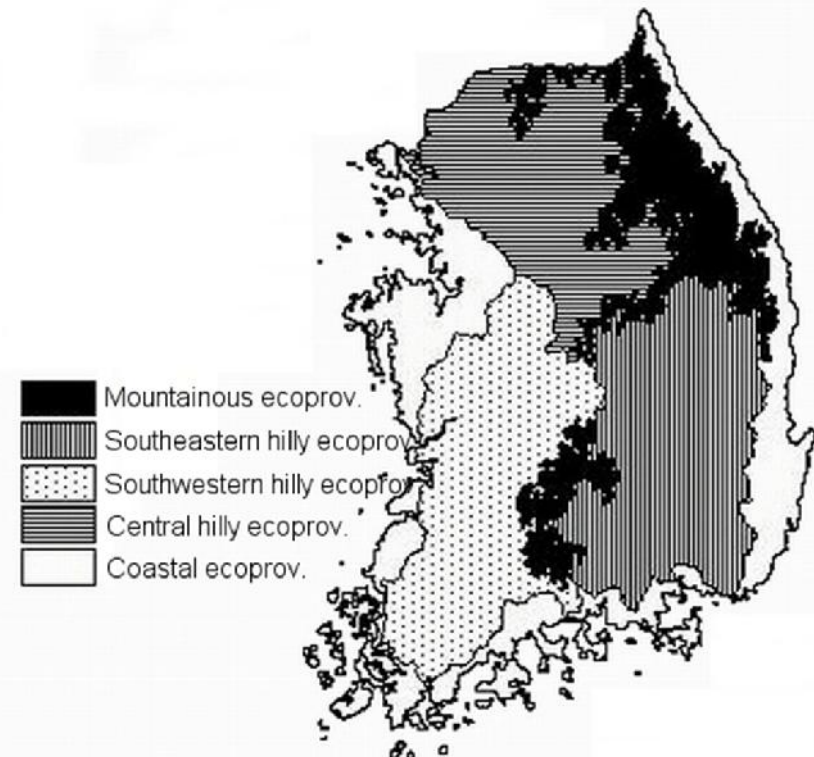 Mountainous ecoprov.
Southeastern hilly ecoprov
Southwestern hilly ecoprov
Central hilly ecoprov.
Coastal ecoprov.